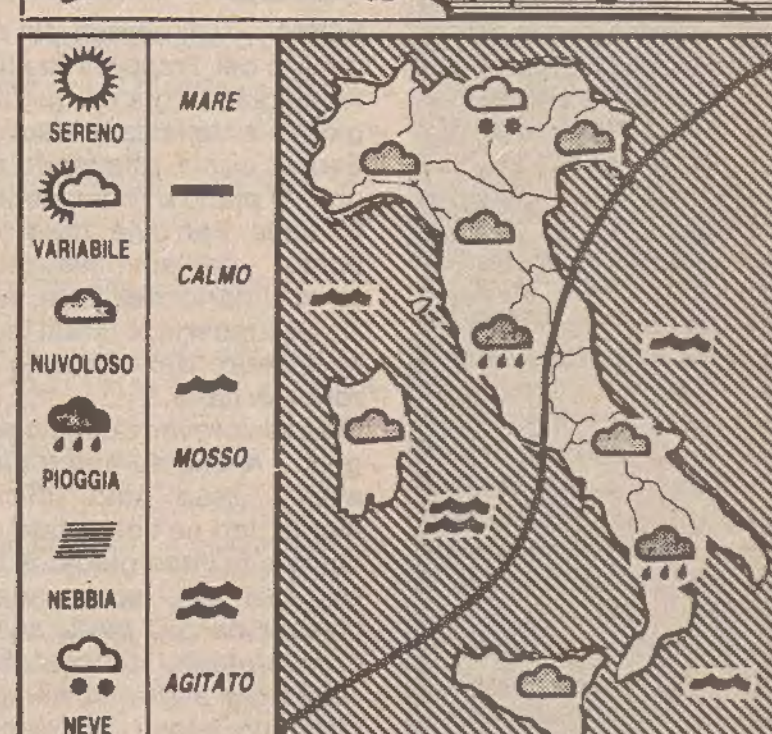 SERENO
VARIABILE
NUVOLOSO
PIOGGIA
NEBBIA
NEVE
MARE
CALMO
MOSSO
AGITATO